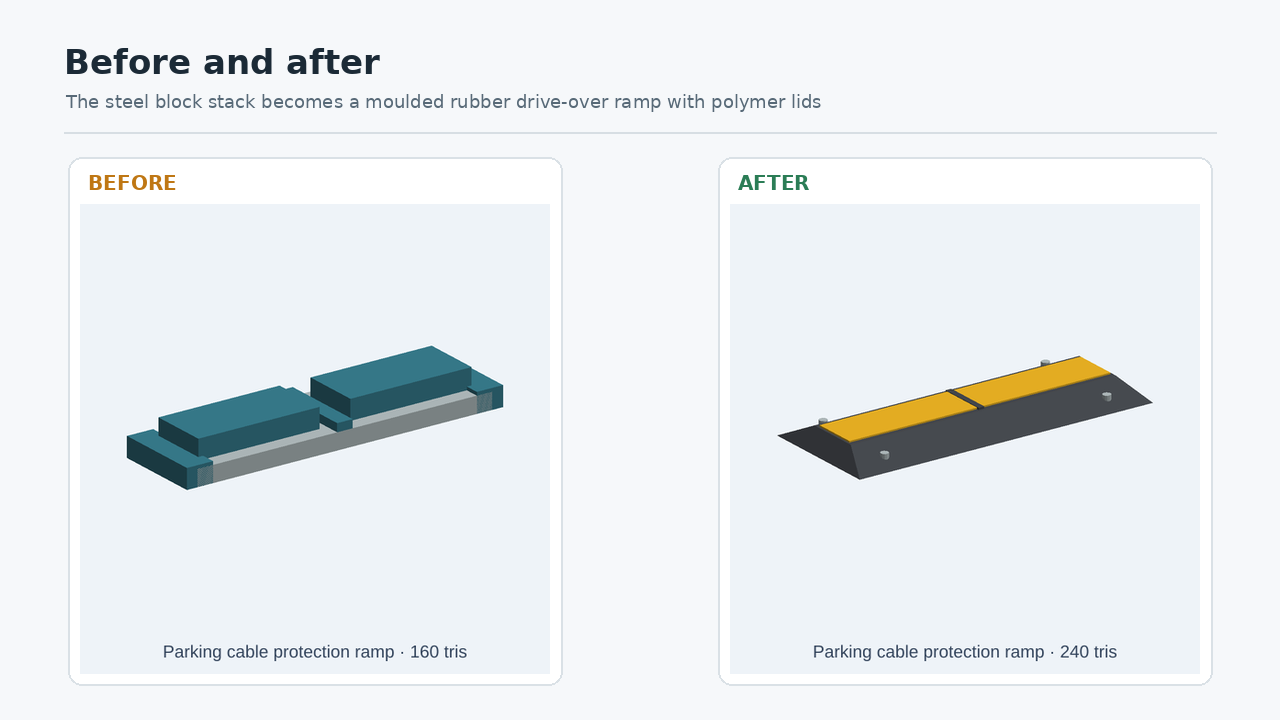 Before and after
The steel block stack becomes a moulded rubber drive-over ramp with polymer lids
BEFORE
Parking cable protection ramp · 160 tris
AFTER
Parking cable protection ramp · 240 tris